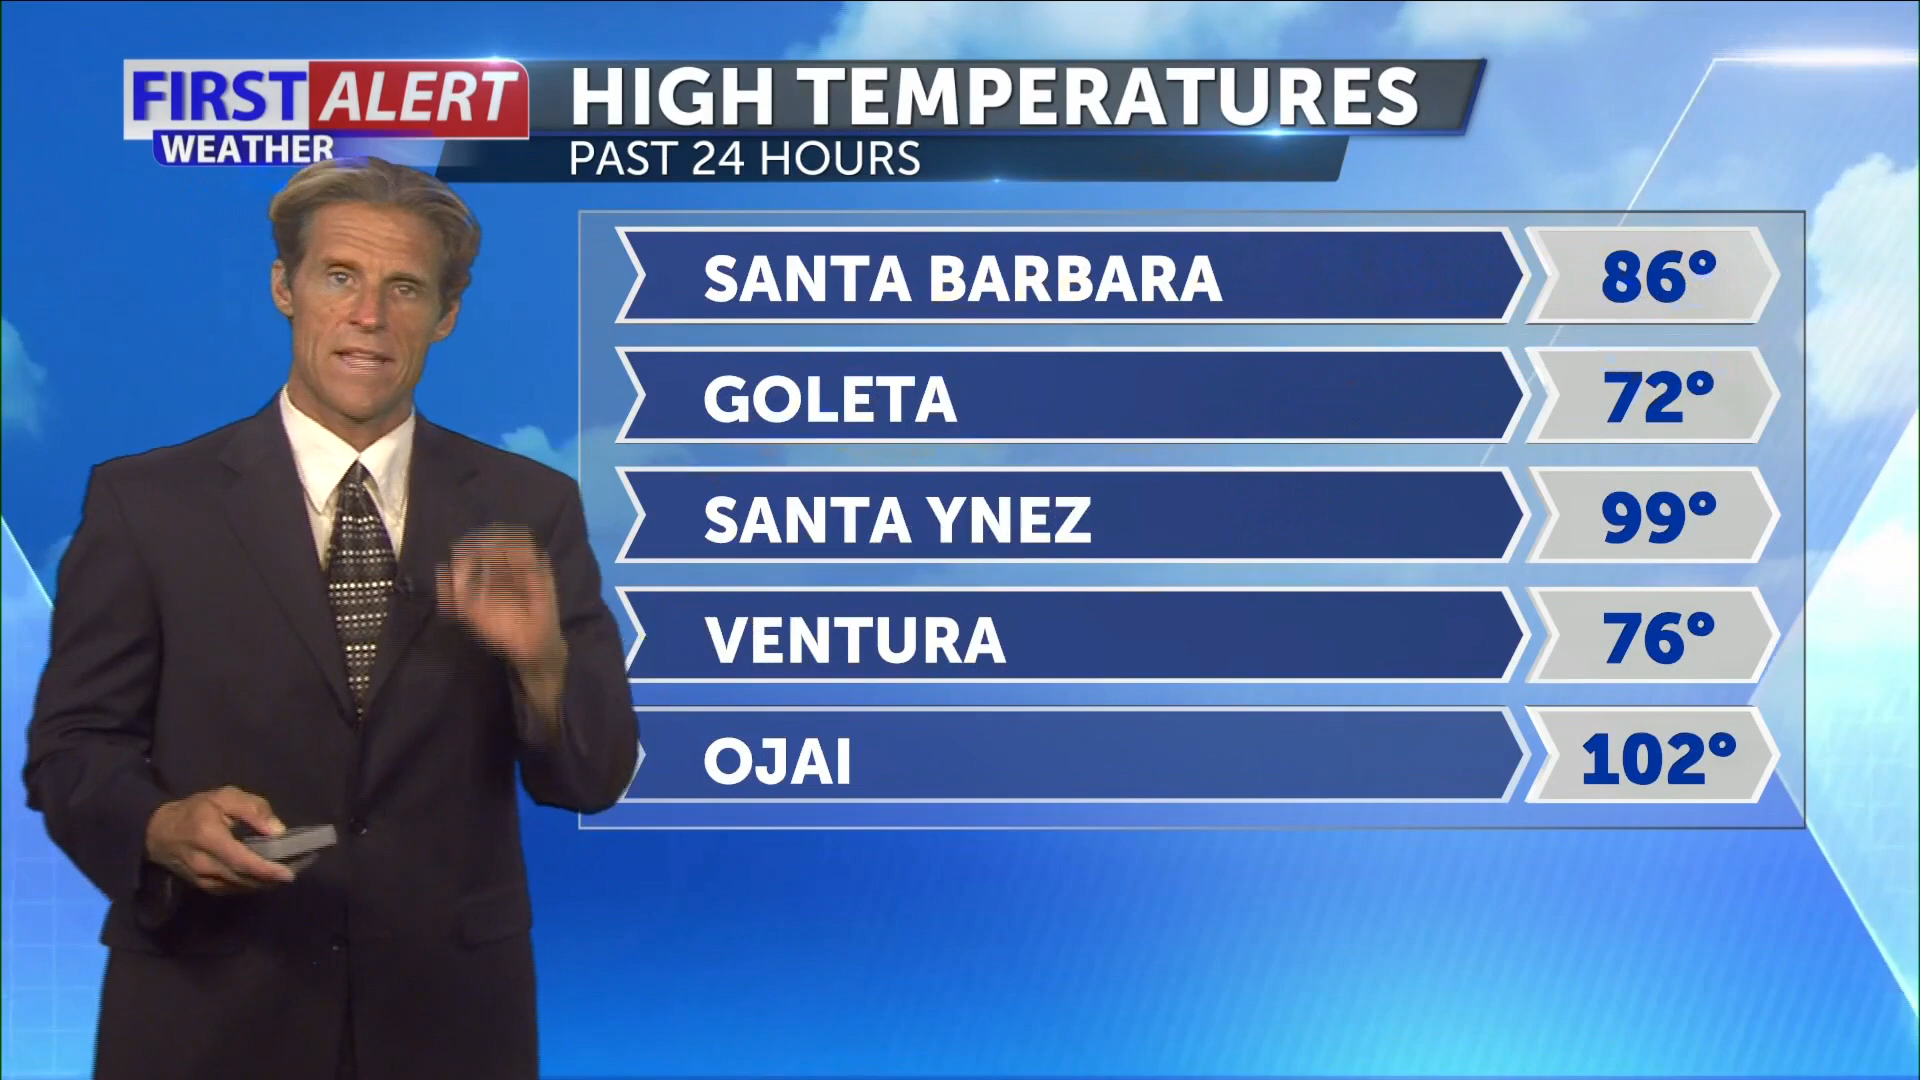 FIRST ALERT
WEATHER
HIGH TEMPERATURES
PAST 24 HOURS
SANTA BARBARA 86°
GOLETA 72°
SANTA YNEZ 99°
VENTURA 76°
OJAI 102°